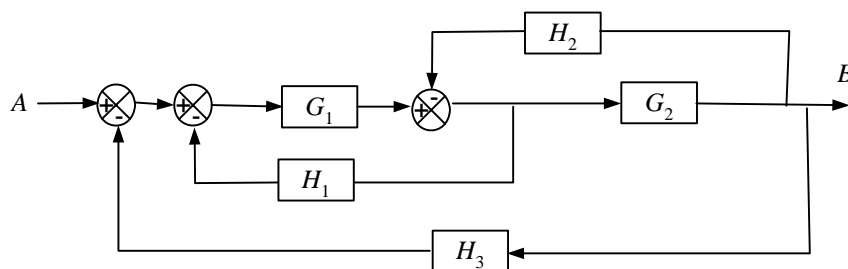 H₂
B
A + - + - G₁ + - G₂
H₁
H₃